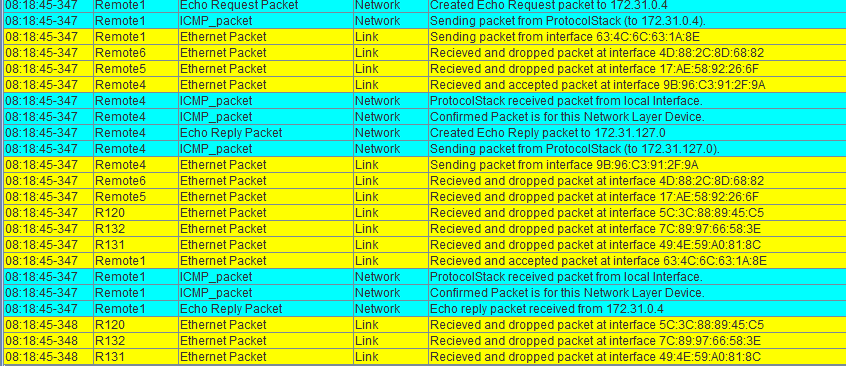 08:18:45-347 Remote1 Echo Request Packet Network Created Echo Request packet to 172.31.0.4
08:18:45-347 Remote1 ICMP_packet Network Sending packet from ProtocolStack (to 172.31.0.4).
08:18:45-347 Remote1 Ethernet Packet Link Sending packet from interface 63:4C:6C:63:1A:8E
08:18:45-347 Remote6 Ethernet Packet Link Recieved and dropped packet at interface 4D:88:2C:8D:68:82
08:18:45-347 Remote5 Ethernet Packet Link Recieved and dropped packet at interface 17:AE:58:92:26:6F
08:18:45-347 Remote4 Ethernet Packet Link Recieved and accepted packet at interface 9B:96:C3:91:2F:9A
08:18:45-347 Remote4 ICMP_packet Network ProtocolStack received packet from local Interface.
08:18:45-347 Remote4 ICMP_packet Network Confirmed Packet is for this Network Layer Device.
08:18:45-347 Remote4 Echo Reply Packet Network Created Echo Reply packet to 172.31.127.0
08:18:45-347 Remote4 ICMP_packet Network Sending packet from ProtocolStack (to 172.31.127.0).
08:18:45-347 Remote4 Ethernet Packet Link Sending packet from interface 9B:96:C3:91:2F:9A
08:18:45-347 Remote6 Ethernet Packet Link Recieved and dropped packet at interface 4D:88:2C:8D:68:82
08:18:45-347 Remote5 Ethernet Packet Link Recieved and dropped packet at interface 17:AE:58:92:26:6F
08:18:45-347 R120 Ethernet Packet Link Recieved and dropped packet at interface 5C:3C:88:89:45:C5
08:18:45-347 R132 Ethernet Packet Link Recieved and dropped packet at interface 7C:89:97:66:58:3E
08:18:45-347 R131 Ethernet Packet Link Recieved and dropped packet at interface 49:4E:59:A0:81:8C
08:18:45-347 Remote1 Ethernet Packet Link Recieved and accepted packet at interface 63:4C:6C:63:1A:8E
08:18:45-347 Remote1 ICMP_packet Network ProtocolStack received packet from local Interface.
08:18:45-347 Remote1 ICMP_packet Network Confirmed Packet is for this Network Layer Device.
08:18:45-347 Remote1 Echo Reply Packet Network Echo reply packet received from 172.31.0.4
08:18:45-348 R120 Ethernet Packet Link Recieved and dropped packet at interface 5C:3C:88:89:45:C5
08:18:45-348 R132 Ethernet Packet Link Recieved and dropped packet at interface 7C:89:97:66:58:3E
08:18:45-348 R131 Ethernet Packet Link Recieved and dropped packet at interface 49:4E:59:A0:81:8C